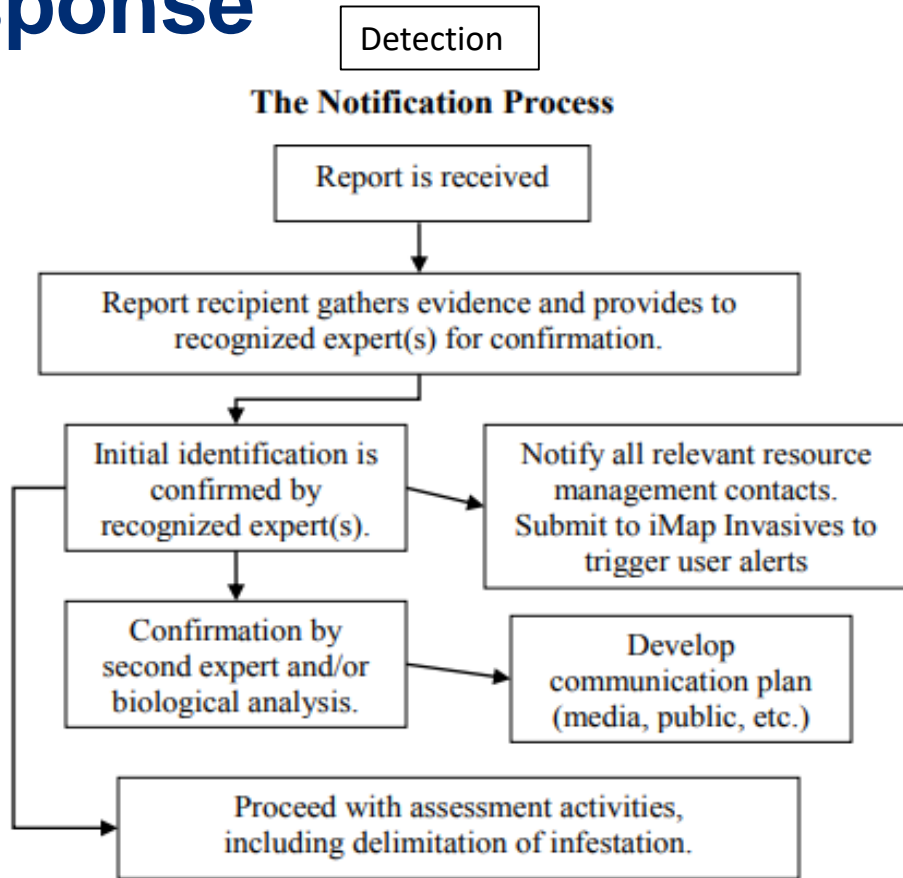 sponse
Detection
The Notification Process
Report is received
Report recipient gathers evidence and provides to
recognized expert(s) for confirmation.
Initial identification is
confirmed by
recognized expert(s).
Notify all relevant resource
management contacts.
Submit to iMap Invasives to
trigger user alerts
Confirmation by
second expert and/or
biological analysis.
Develop
communication plan
(media, public, etc.)
Proceed with assessment activities,
including delimitation of infestation.